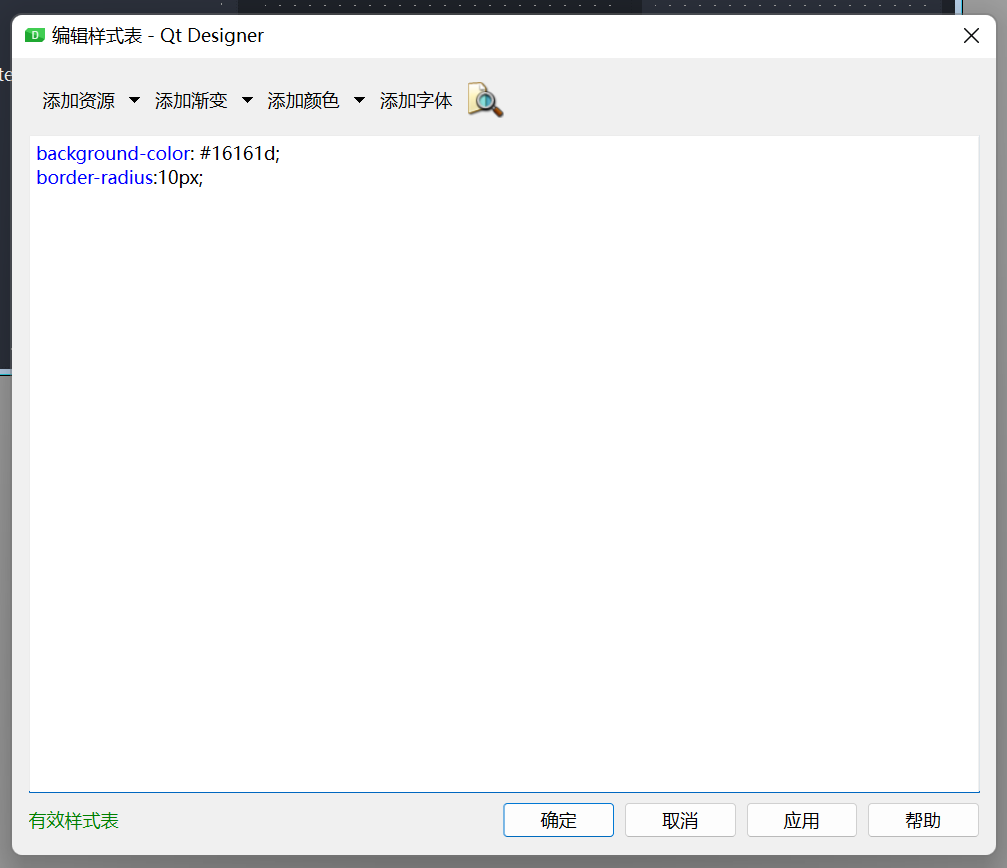 D 编辑样式表 - Qt Designer
te
添加资源 添加渐变 添加颜色 添加字体
background-color: #16161d;
border-radius:10px;
有效样式表 确定 取消 应用 帮助